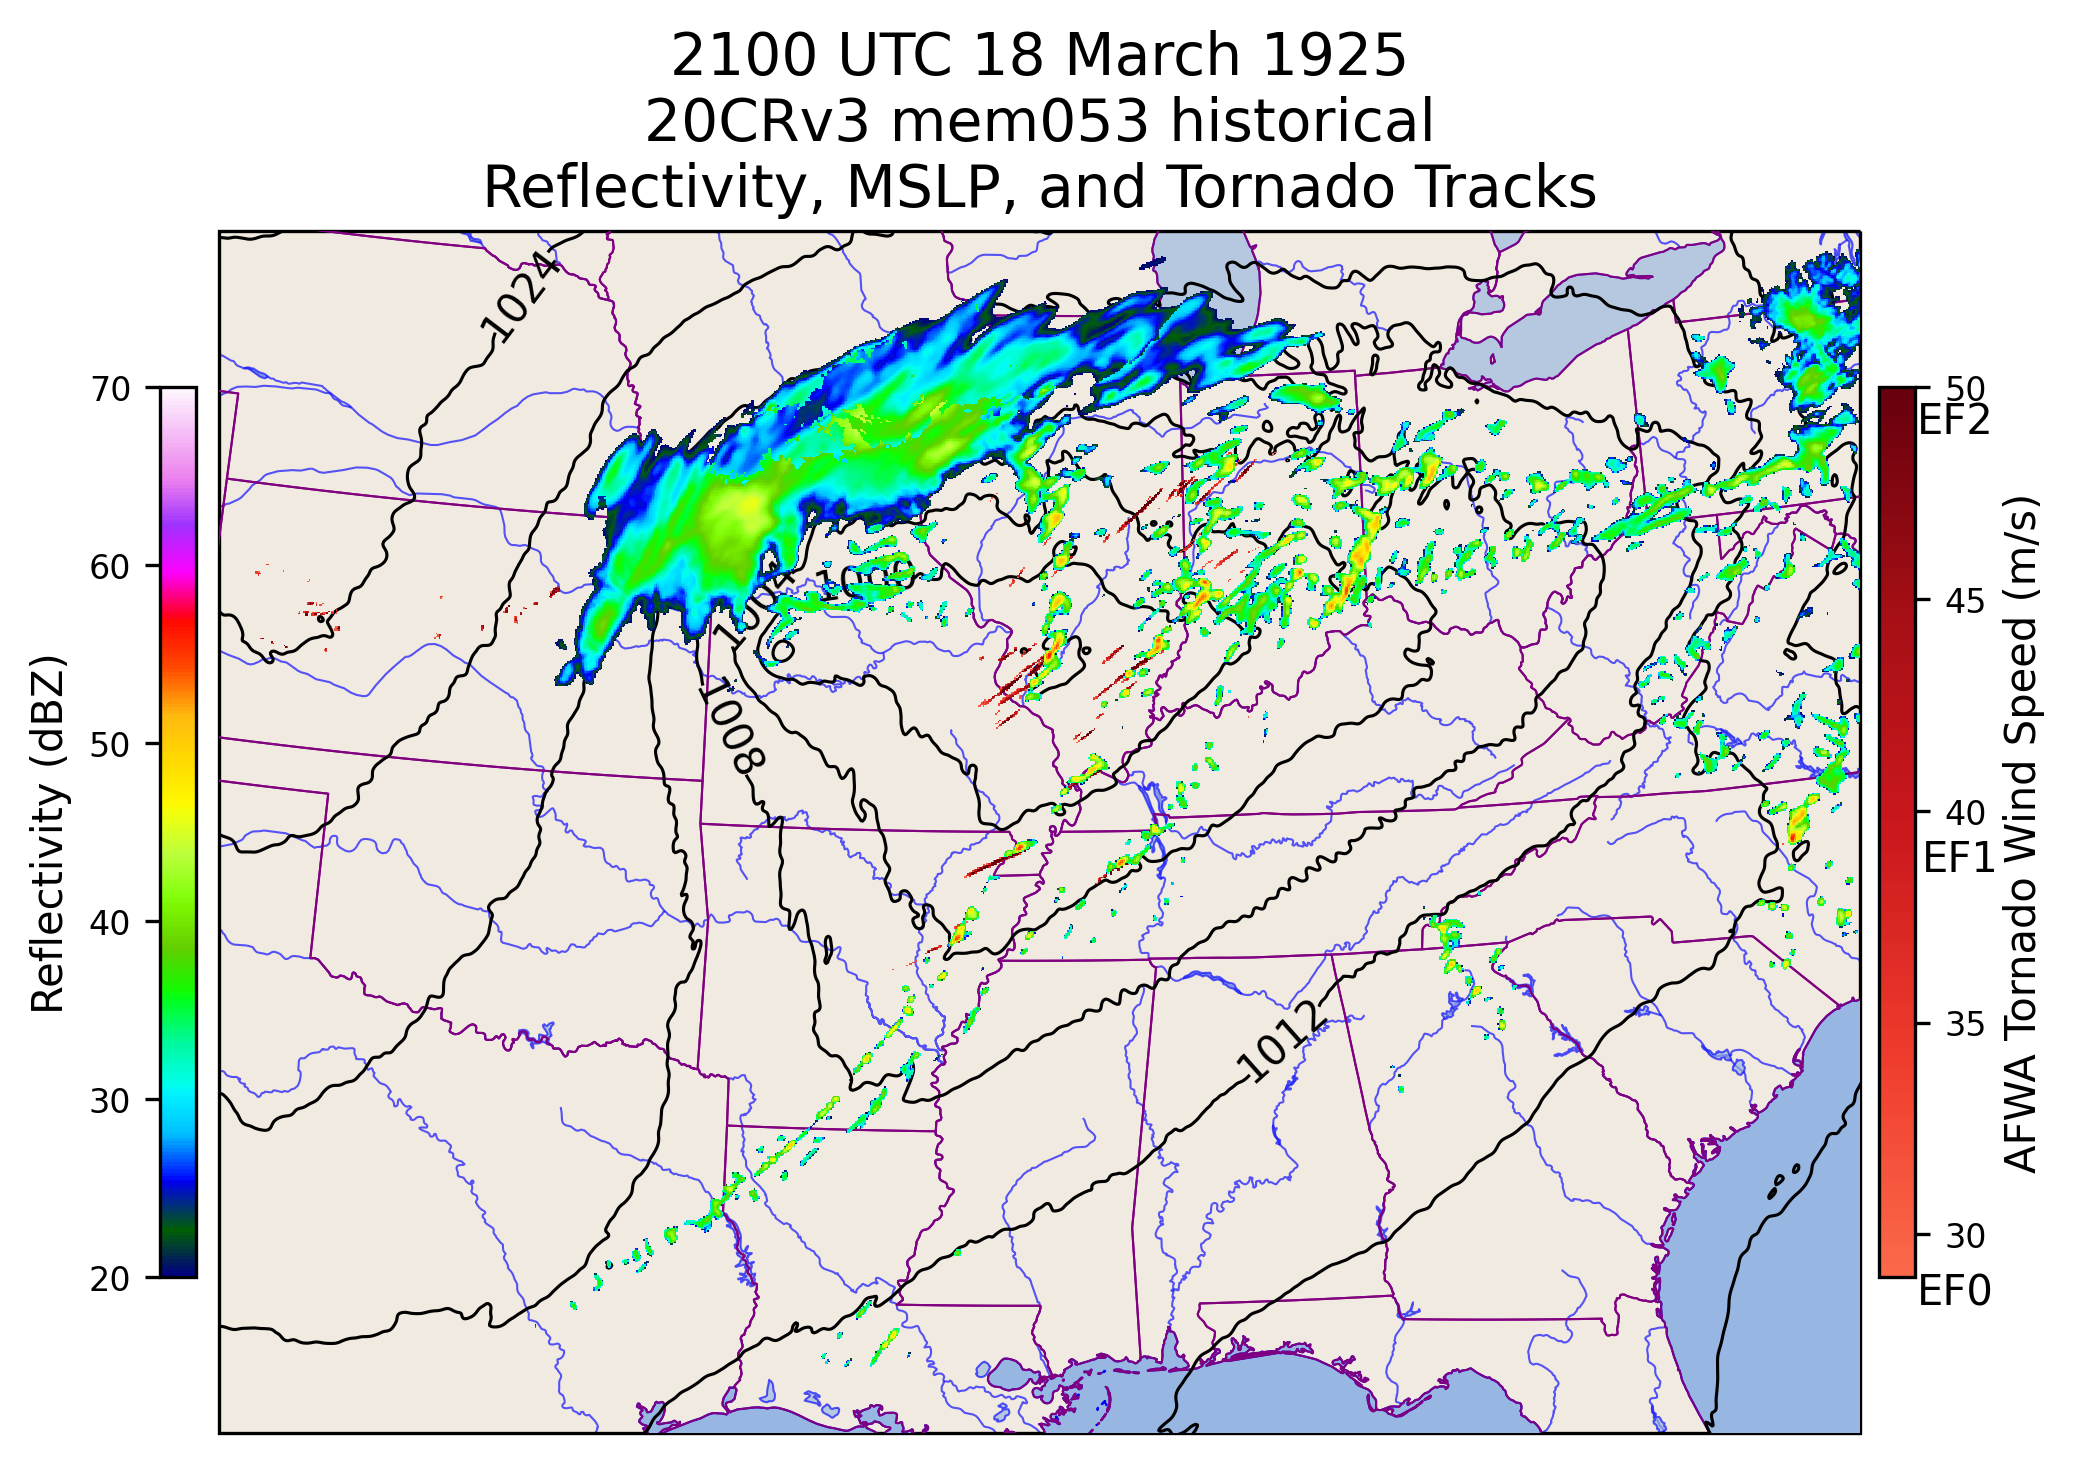 2100 UTC 18 March 1925
20CRv3 mem053 historical
Reflectivity, MSLP, and Tornado Tracks
1024
1004
1008
1012
70
60
50
40
30
20
Reflectivity (dBZ)
50
EF2
45
40
EF1
35
30
EF0
AFWA Tornado Wind Speed (m/s)